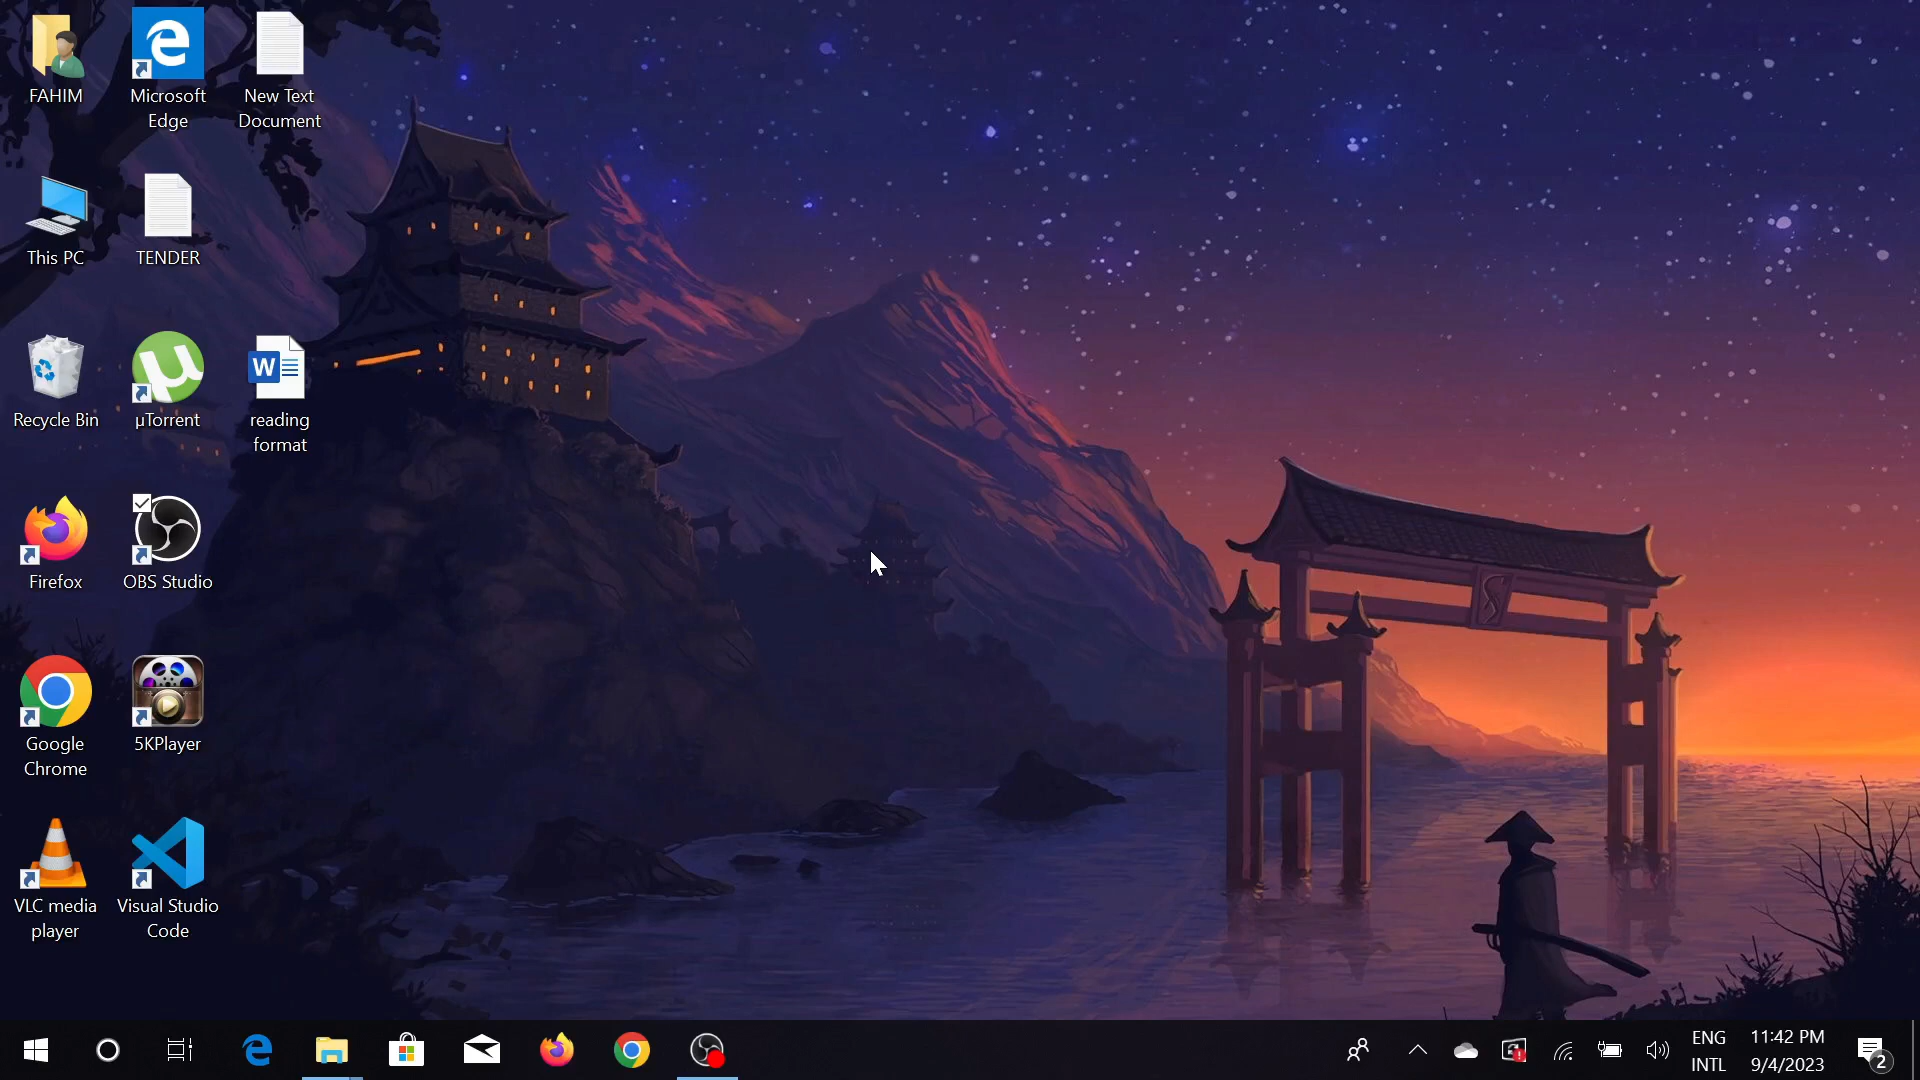 FAHIM
Microsoft
Edge
New Text
Document
This PC
TENDER
Recycle Bin
µTorrent
reading
format
Firefox
OBS Studio
Google
Chrome
5KPlayer
VLC media
player
Visual Studio
Code
ENG
INTL
11:42 PM
9/4/2023
2